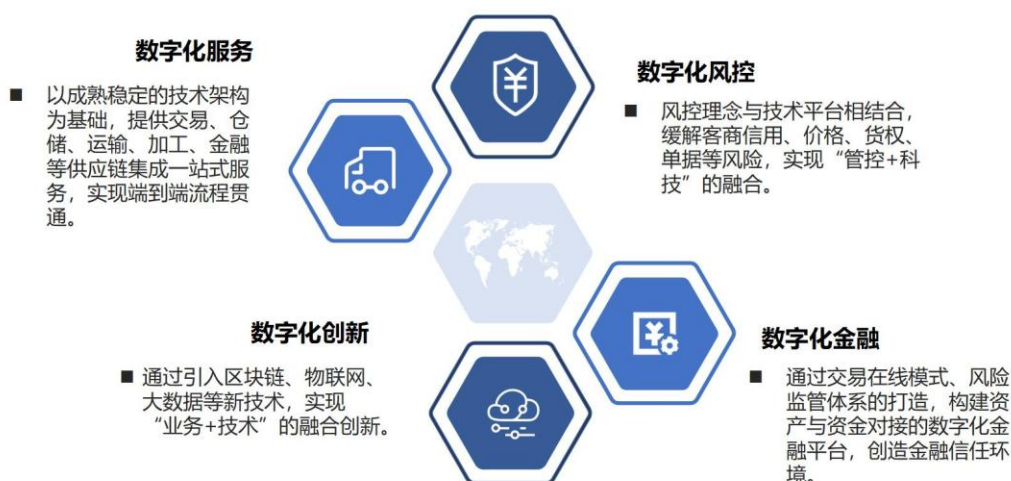 数字化服务
■ 以成熟稳定的技术架构
为基础，提供交易、仓
储、运输、加工、金融
等供应链集成一站式服
务，实现端到端流程贯
通。
数字化风控
■ 风控理念与技术平台相结合，
缓解客商信用、价格、货权、
单据等风险，实现“管控+科
技”的融合。
数字化创新
■ 通过引入区块链、物联网、
大数据等新技术，实现
“业务+技术”的融合创新。
数字化金融
■ 通过交易在线模式、风险
监管体系的打造，构建资
产与资金对接的数字化金
融平台，创造金融信任环
境。